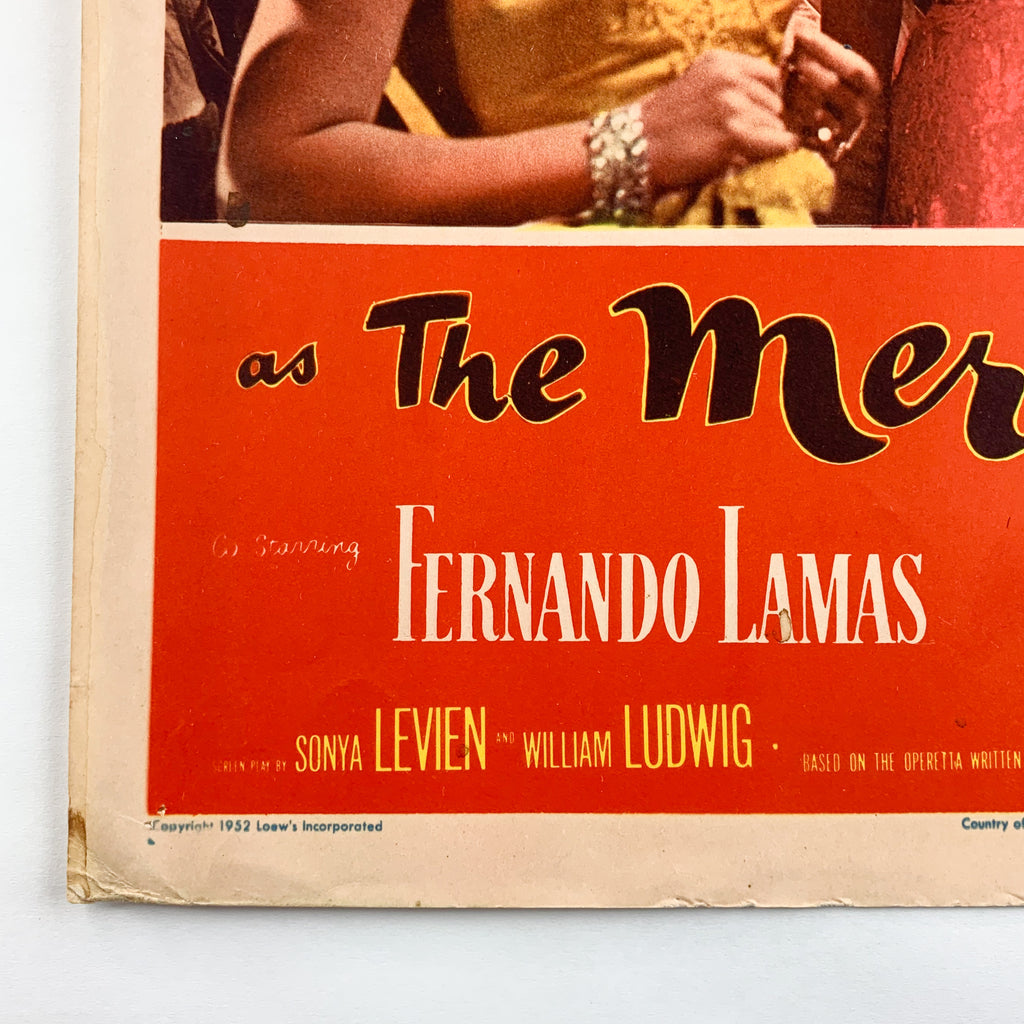 as The Mer
Co Starring FERNANDO LAMAS
SCREEN PLAY BY SONYA LEVIEN AND WILLIAM LUDWIG · BASED ON THE OPERETTA WRITTEN
Copyright 1952 Loew's Incorporated Country of